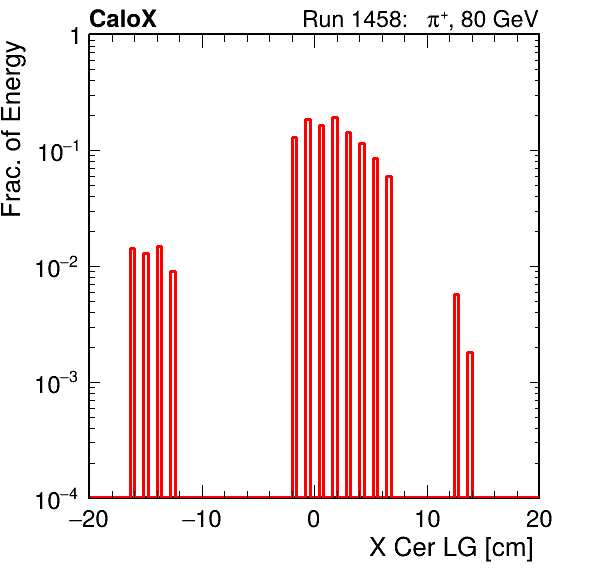 CaloX Run 1458: π⁺, 80 GeV
Frac. of Energy
1
10⁻¹
10⁻²
10⁻³
10⁻⁴
−20 −10 0 10 20
X Cer LG [cm]